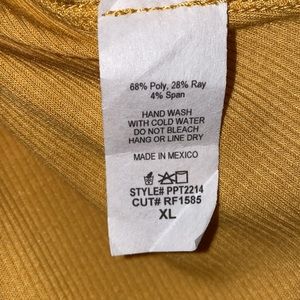 68% Poly, 28% Ray
4% Span
HAND WASH
WITH COLD WATER
DO NOT BLEACH
HANG OR LINE DRY
MADE IN MEXICO
STYLE# PPT2214
CUT# RF1585
XL